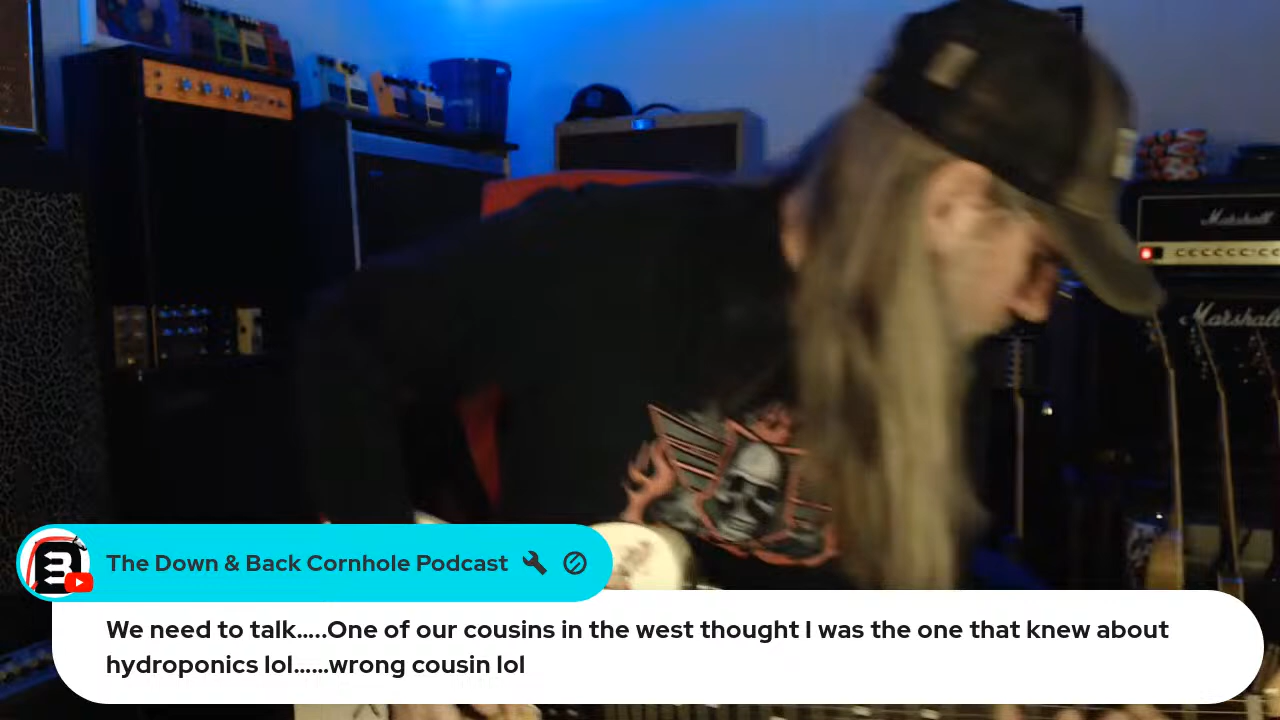 Marshall
Marshall
The Down & Back Cornhole Podcast
We need to talk.....One of our cousins in the west thought I was the one that knew about
hydroponics lol......wrong cousin lol